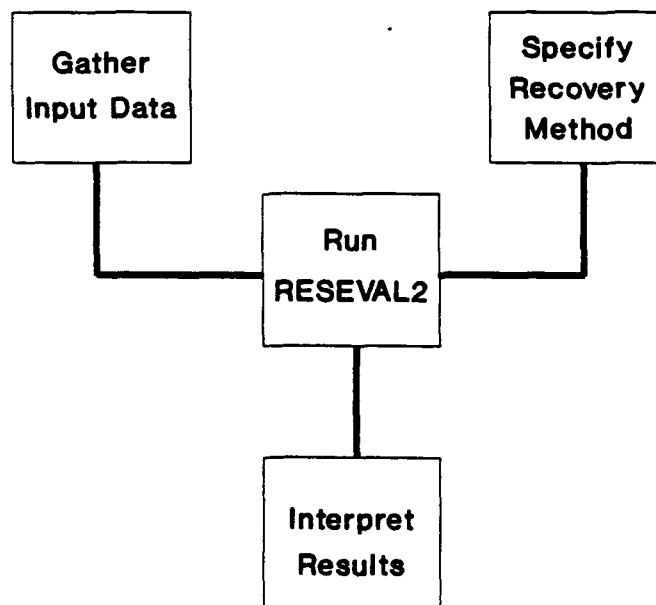 Gather
Input Data
Specify
Recovery
Method
Run
RESEVAL2
Interpret
Results